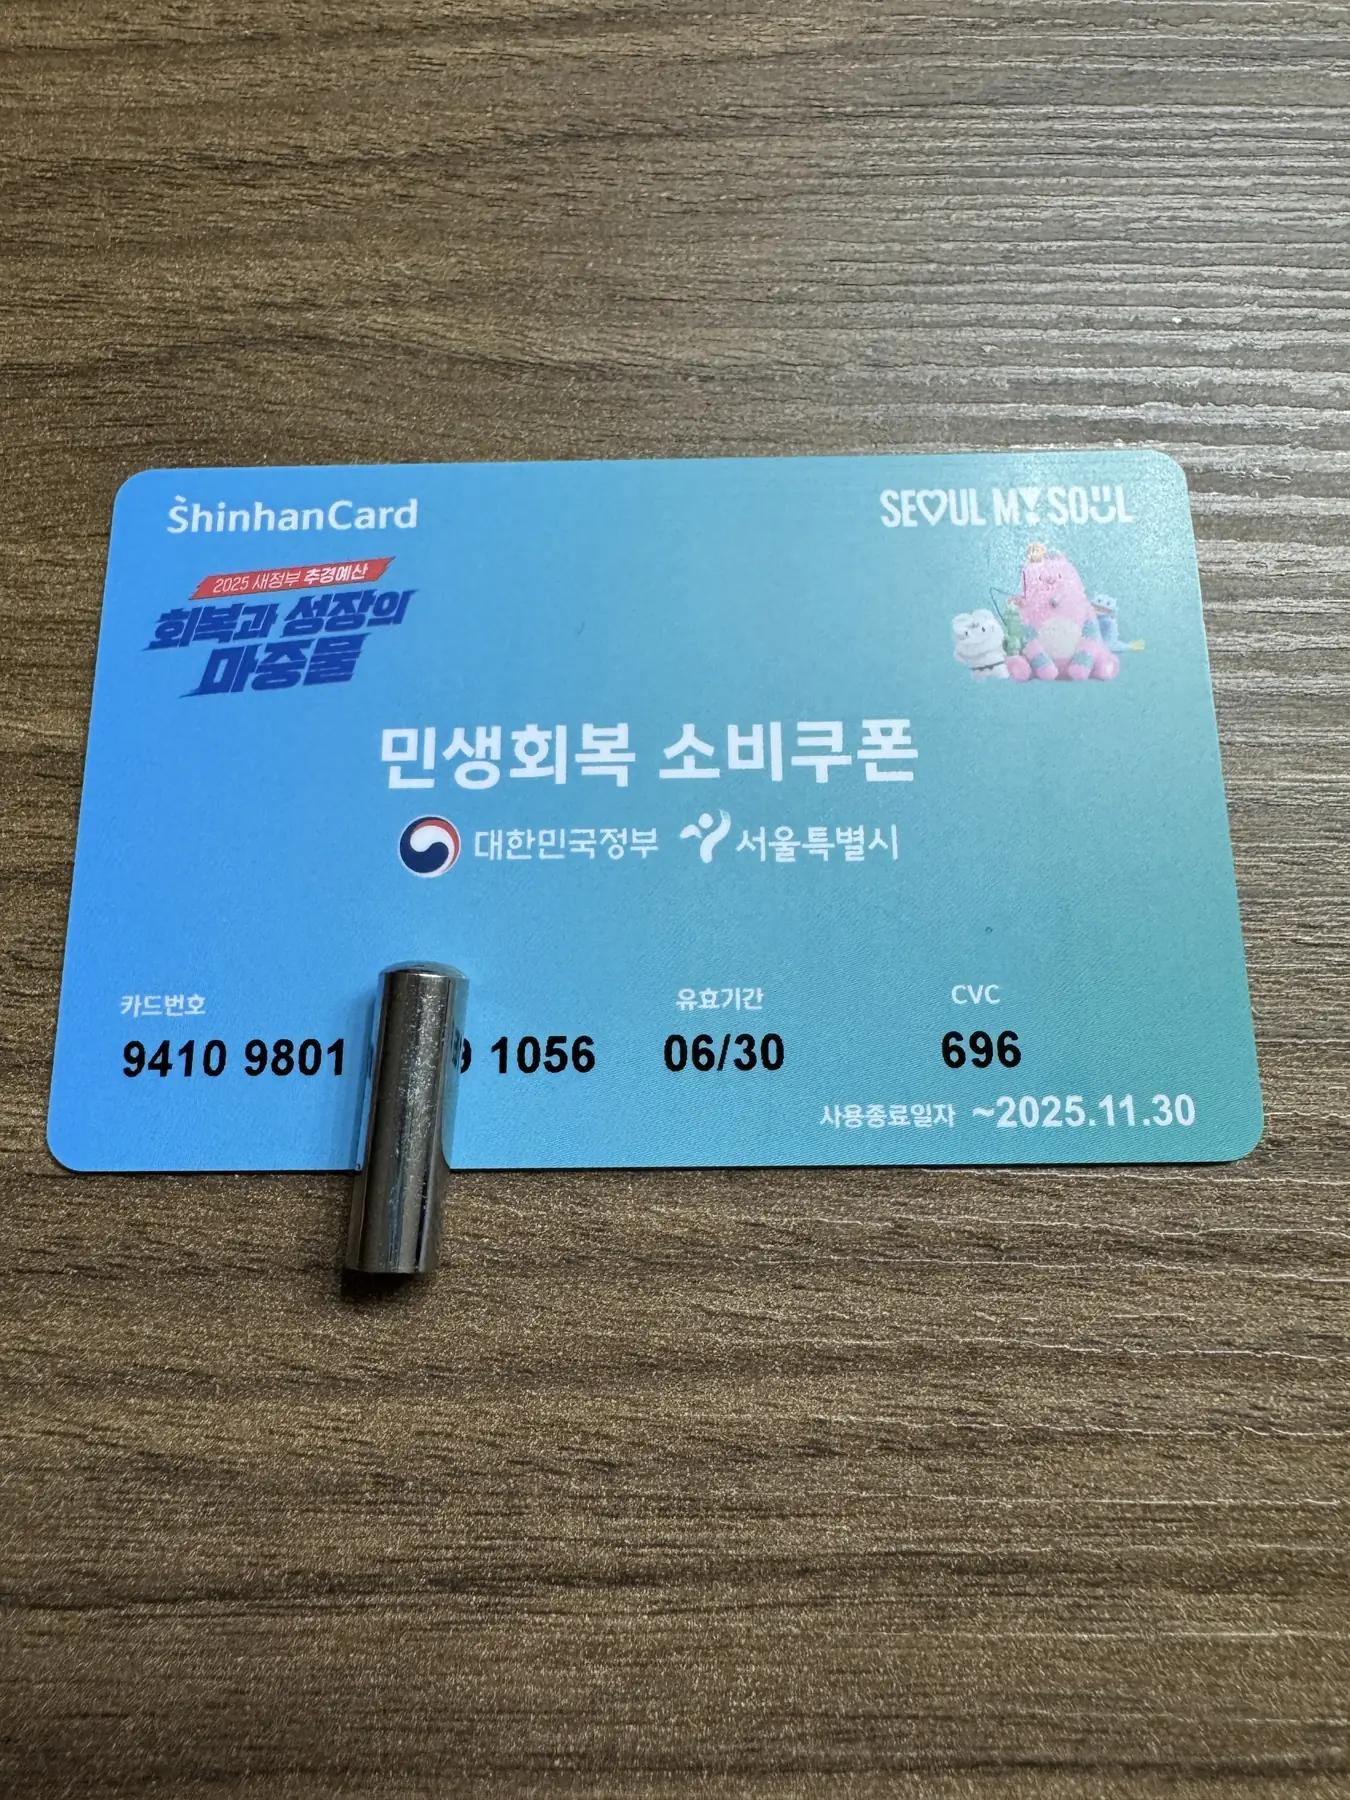 ShinhanCard
SEOUL MY SOUL
2025 새정부 추경예산
회복과 성장의
마중물
민생회복 소비쿠폰
대한민국정부 서울특별시
카드번호 유효기간 CVC
9410 9801 1056 06/30 696
사용종료일자 ~2025.11.30